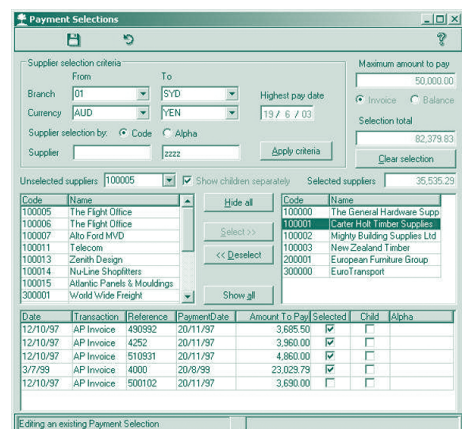 Payment Selections
Supplier selection criteria
From To
Branch 01 SYD
Currency AUD YEN
Highest pay date
19 / 6 / 03
Supplier selection by: Code Alpha
Supplier zzzz
Apply criteria
Maximum amount to pay
50,000.00
Invoice Balance
Selection total
82,379.83
Clear selection
Unselected suppliers 100005 Show children separately Selected suppliers 35,535.29
Code Name
100005 The Flight Office
100006 The Flight Office
100007 Alto Ford MVD
100011 Telecom
100013 Zenith Design
100014 Nu-Line Shopfitters
100015 Atlantic Panels & Mouldings
300001 World Wide Freight
Hide all
Select >>
<< Deselect
Show all
Code Name
100000 The General Hardware Supp
100001 Carter Holt Timber Supplies
100002 Mighty Building Supplies Ltd
100003 New Zealand Timber
200001 European Furniture Group
300000 EuroTransport
Date Transaction Reference PaymentDate Amount To Pay Selected Child Alpha
12/10/97 AP Invoice 490992 20/11/97 3,685.50
12/10/97 AP Invoice 4252 20/11/97 3,960.00
12/10/97 AP Invoice 510931 20/11/97 4,860.00
3/7/99 AP Invoice 4000 20/8/99 23,029.79
12/10/97 AP Invoice 500102 20/11/97 3,690.00
Editing an existing Payment Selection